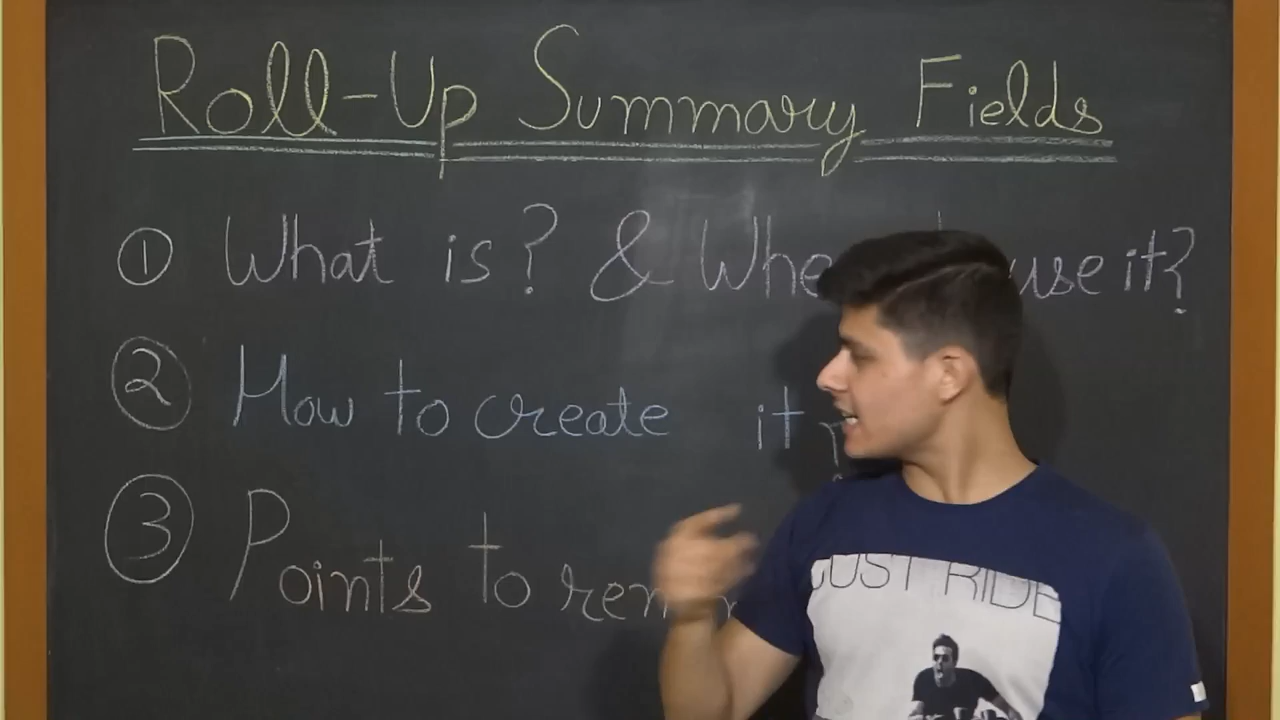 Roll-Up Summary Fields
① What is? & Whe use it?
② How to create it
③ Points to rem
JUST RIDE